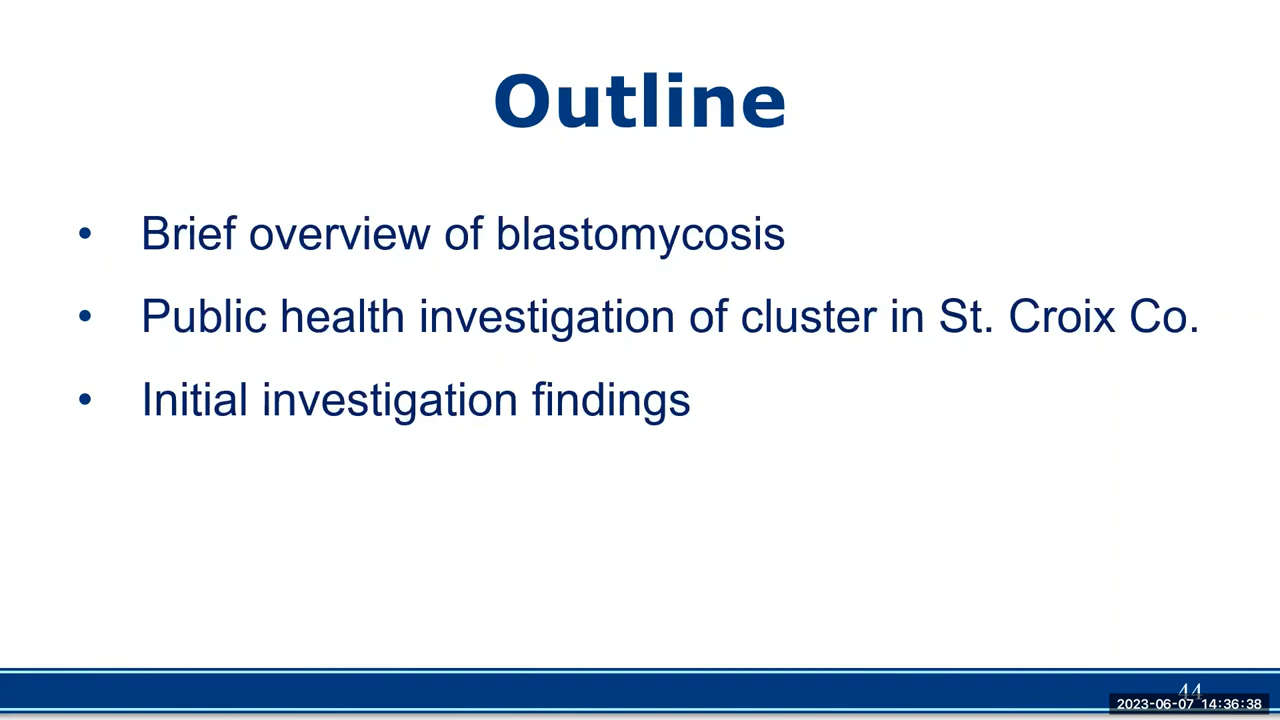 Outline
• Brief overview of blastomycosis
• Public health investigation of cluster in St. Croix Co.
• Initial investigation findings
44
2023-06-07 14:36:38